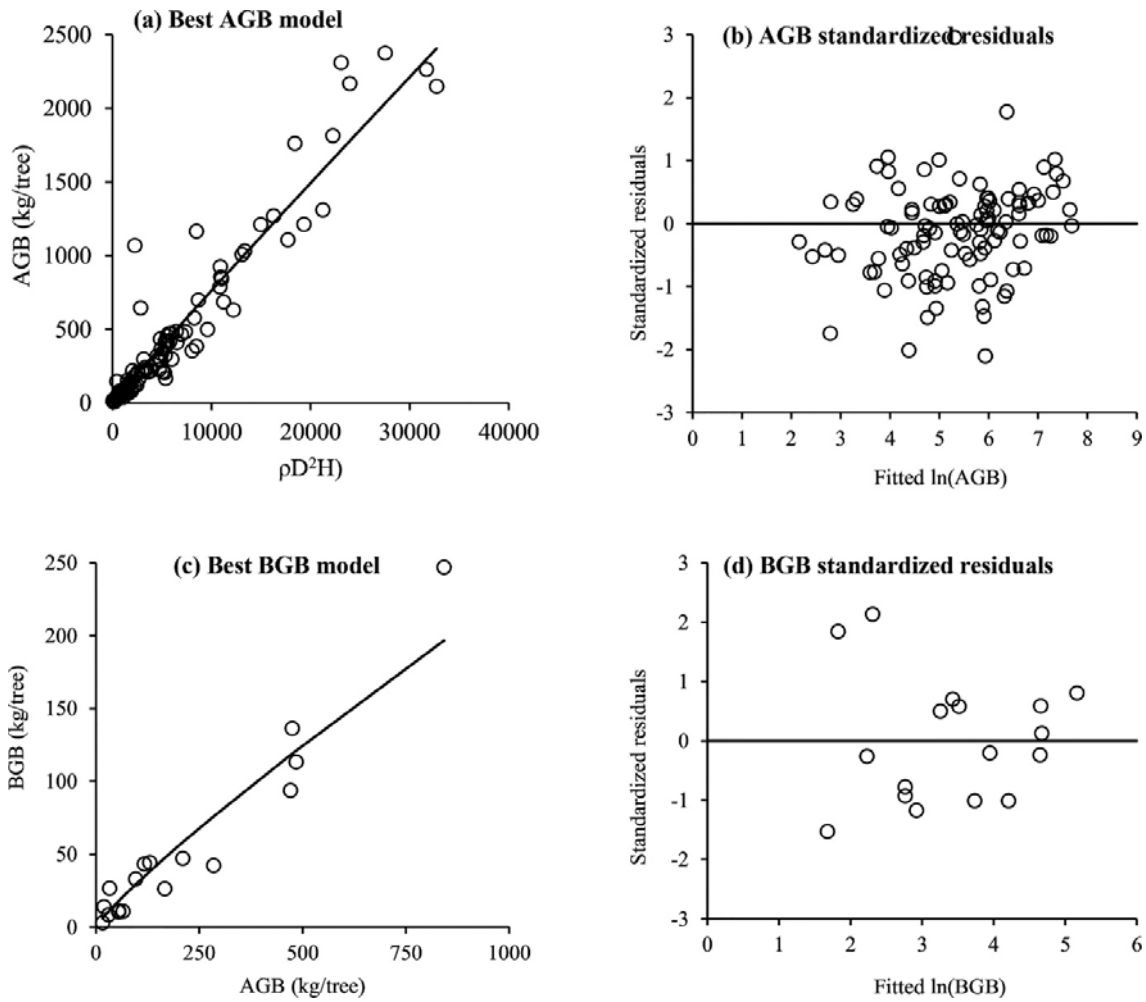 (a) Best AGB model
2500
2000
1500
1000
500
0
AGB (kg/tree)
0 10000 20000 30000 40000
ρD²H)
(b) AGB standardized residuals
3
2
1
0
-1
-2
-3
Standardized residuals
0 1 2 3 4 5 6 7 8 9
Fitted ln(AGB)
(c) Best BGB model
250
200
150
100
50
0
BGB (kg/tree)
0 250 500 750 1000
AGB (kg/tree)
(d) BGB standardized residuals
3
2
1
0
-1
-2
-3
Standardized residuals
0 1 2 3 4 5 6
Fitted ln(BGB)